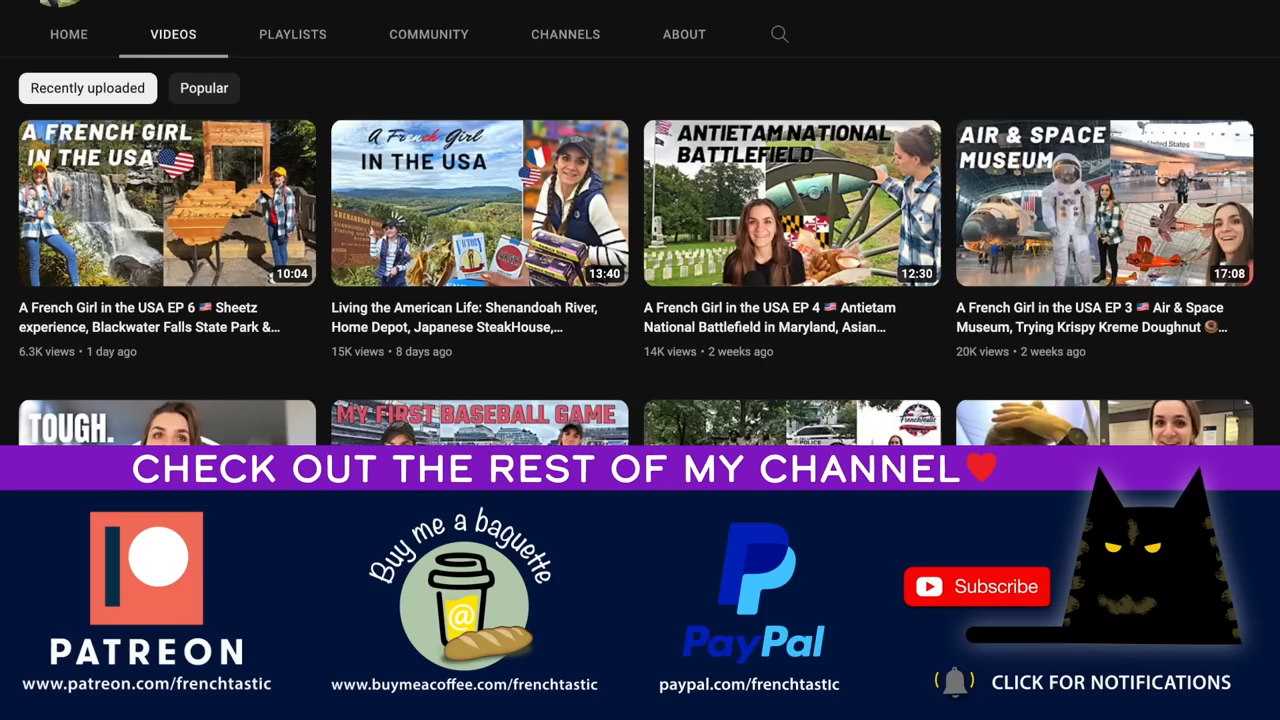 HOME VIDEOS PLAYLISTS COMMUNITY CHANNELS ABOUT
Recently uploaded Popular
A FRENCH GIRL
IN THE USA
10:04
A French Girl
IN THE USA
SHENANDOAH
VICTORY
13:40
ANTIETAM NATIONAL
BATTLEFIELD
12:30
AIR & SPACE
MUSEUM
United States
17:08
A French Girl in the USA EP 6 🇺🇸 Sheetz
experience, Blackwater Falls State Park &...
6.3K views • 1 day ago
Living the American Life: Shenandoah River,
Home Depot, Japanese SteakHouse,...
15K views • 8 days ago
A French Girl in the USA EP 4 🇺🇸 Antietam
National Battlefield in Maryland, Asian...
14K views • 2 weeks ago
A French Girl in the USA EP 3 🇺🇸 Air & Space
Museum, Trying Krispy Kreme Doughnut 🍩...
20K views • 2 weeks ago
TOUGH.
MY FIRST BASEBALL GAME
POLICE
Frenchtastic
CHECK OUT THE REST OF MY CHANNEL❤️
PATREON
www.patreon.com/frenchtastic
Buy me a baguette
@
www.buymeacoffee.com/frenchtastic
PayPal
paypal.com/frenchtastic
Subscribe
CLICK FOR NOTIFICATIONS